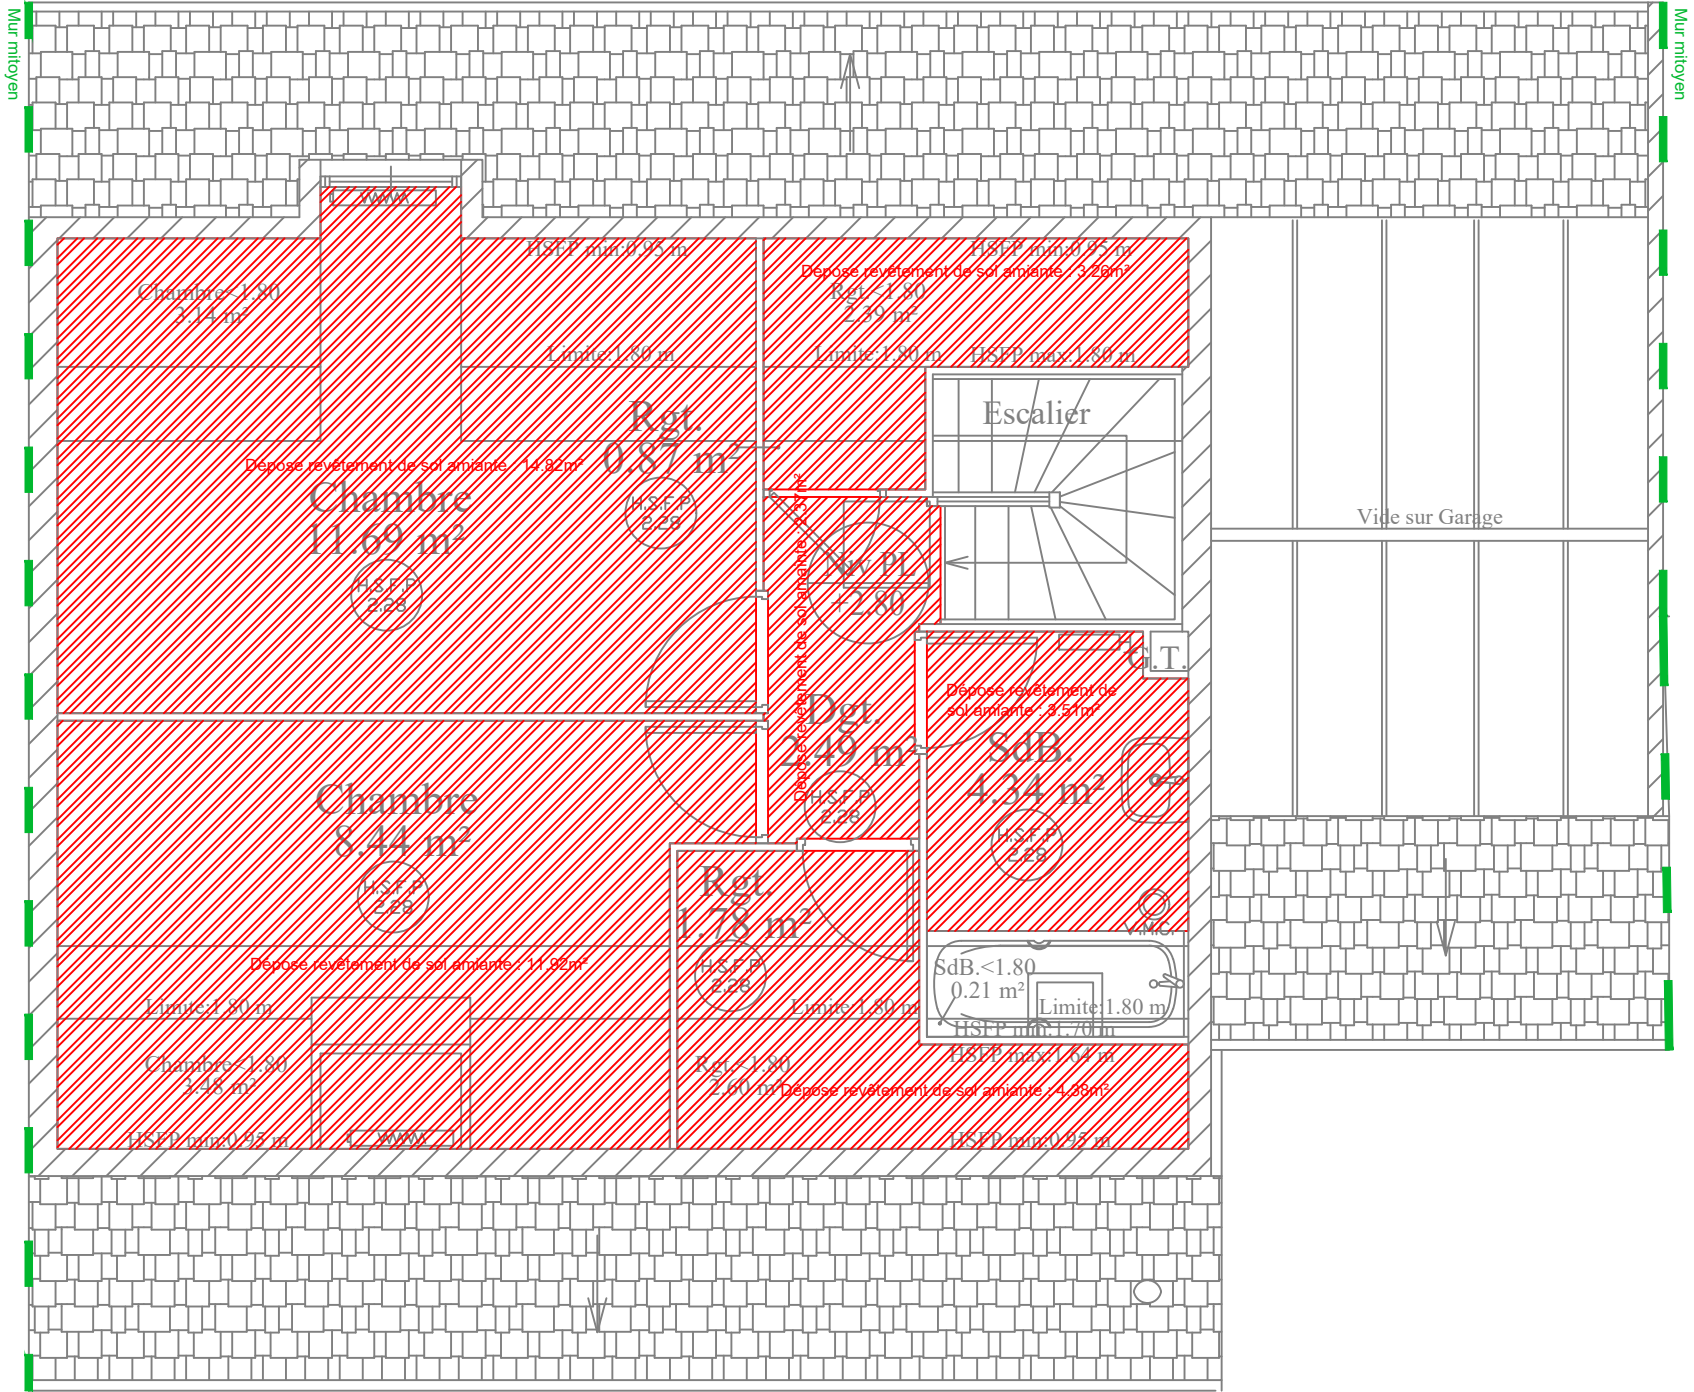 Mur mitoyen
Mur mitoyen
HSFP min:0.95 m
HSFP min:0.95 m
Dépose revêtement de sol amiante : 3.26m²
Chambre<1.80
3.14 m²
Rgt.<1.80
2.39 m²
Limite:1.80 m
Limite:1.80 m
HSFP max:1.80 m
Escalier
Rgt.
0.87 m²
Dépose revêtement de sol amiante : 14.82m²
Chambre
11.69 m²
H.S.F.P
2.28
H.S.F.P
2.28
Vide sur Garage
Niv PL
+2.80
G.T.
Dépose revêtement de
sol amiante : 3.51m²
Dgt.
2.49 m²
H.S.F.P
2.28
SdB.
4.34 m²
H.S.F.P
2.28
Chambre
8.44 m²
H.S.F.P
2.28
Rgt.
1.78 m²
H.S.F.P
2.28
Dépose revêtement de sol amiante : 11.92m²
SdB.<1.80
0.21 m²
Limite:1.80 m
Limite:1.80 m
Limite:1.80 m
HSFP min:1.70 m
HSFP max:1.64 m
Chambre<1.80
3.48 m²
Rgt.<1.80
2.60 m²
Dépose revêtement de sol amiante : 4.38m²
HSFP min:0.95 m
HSFP min:0.95 m